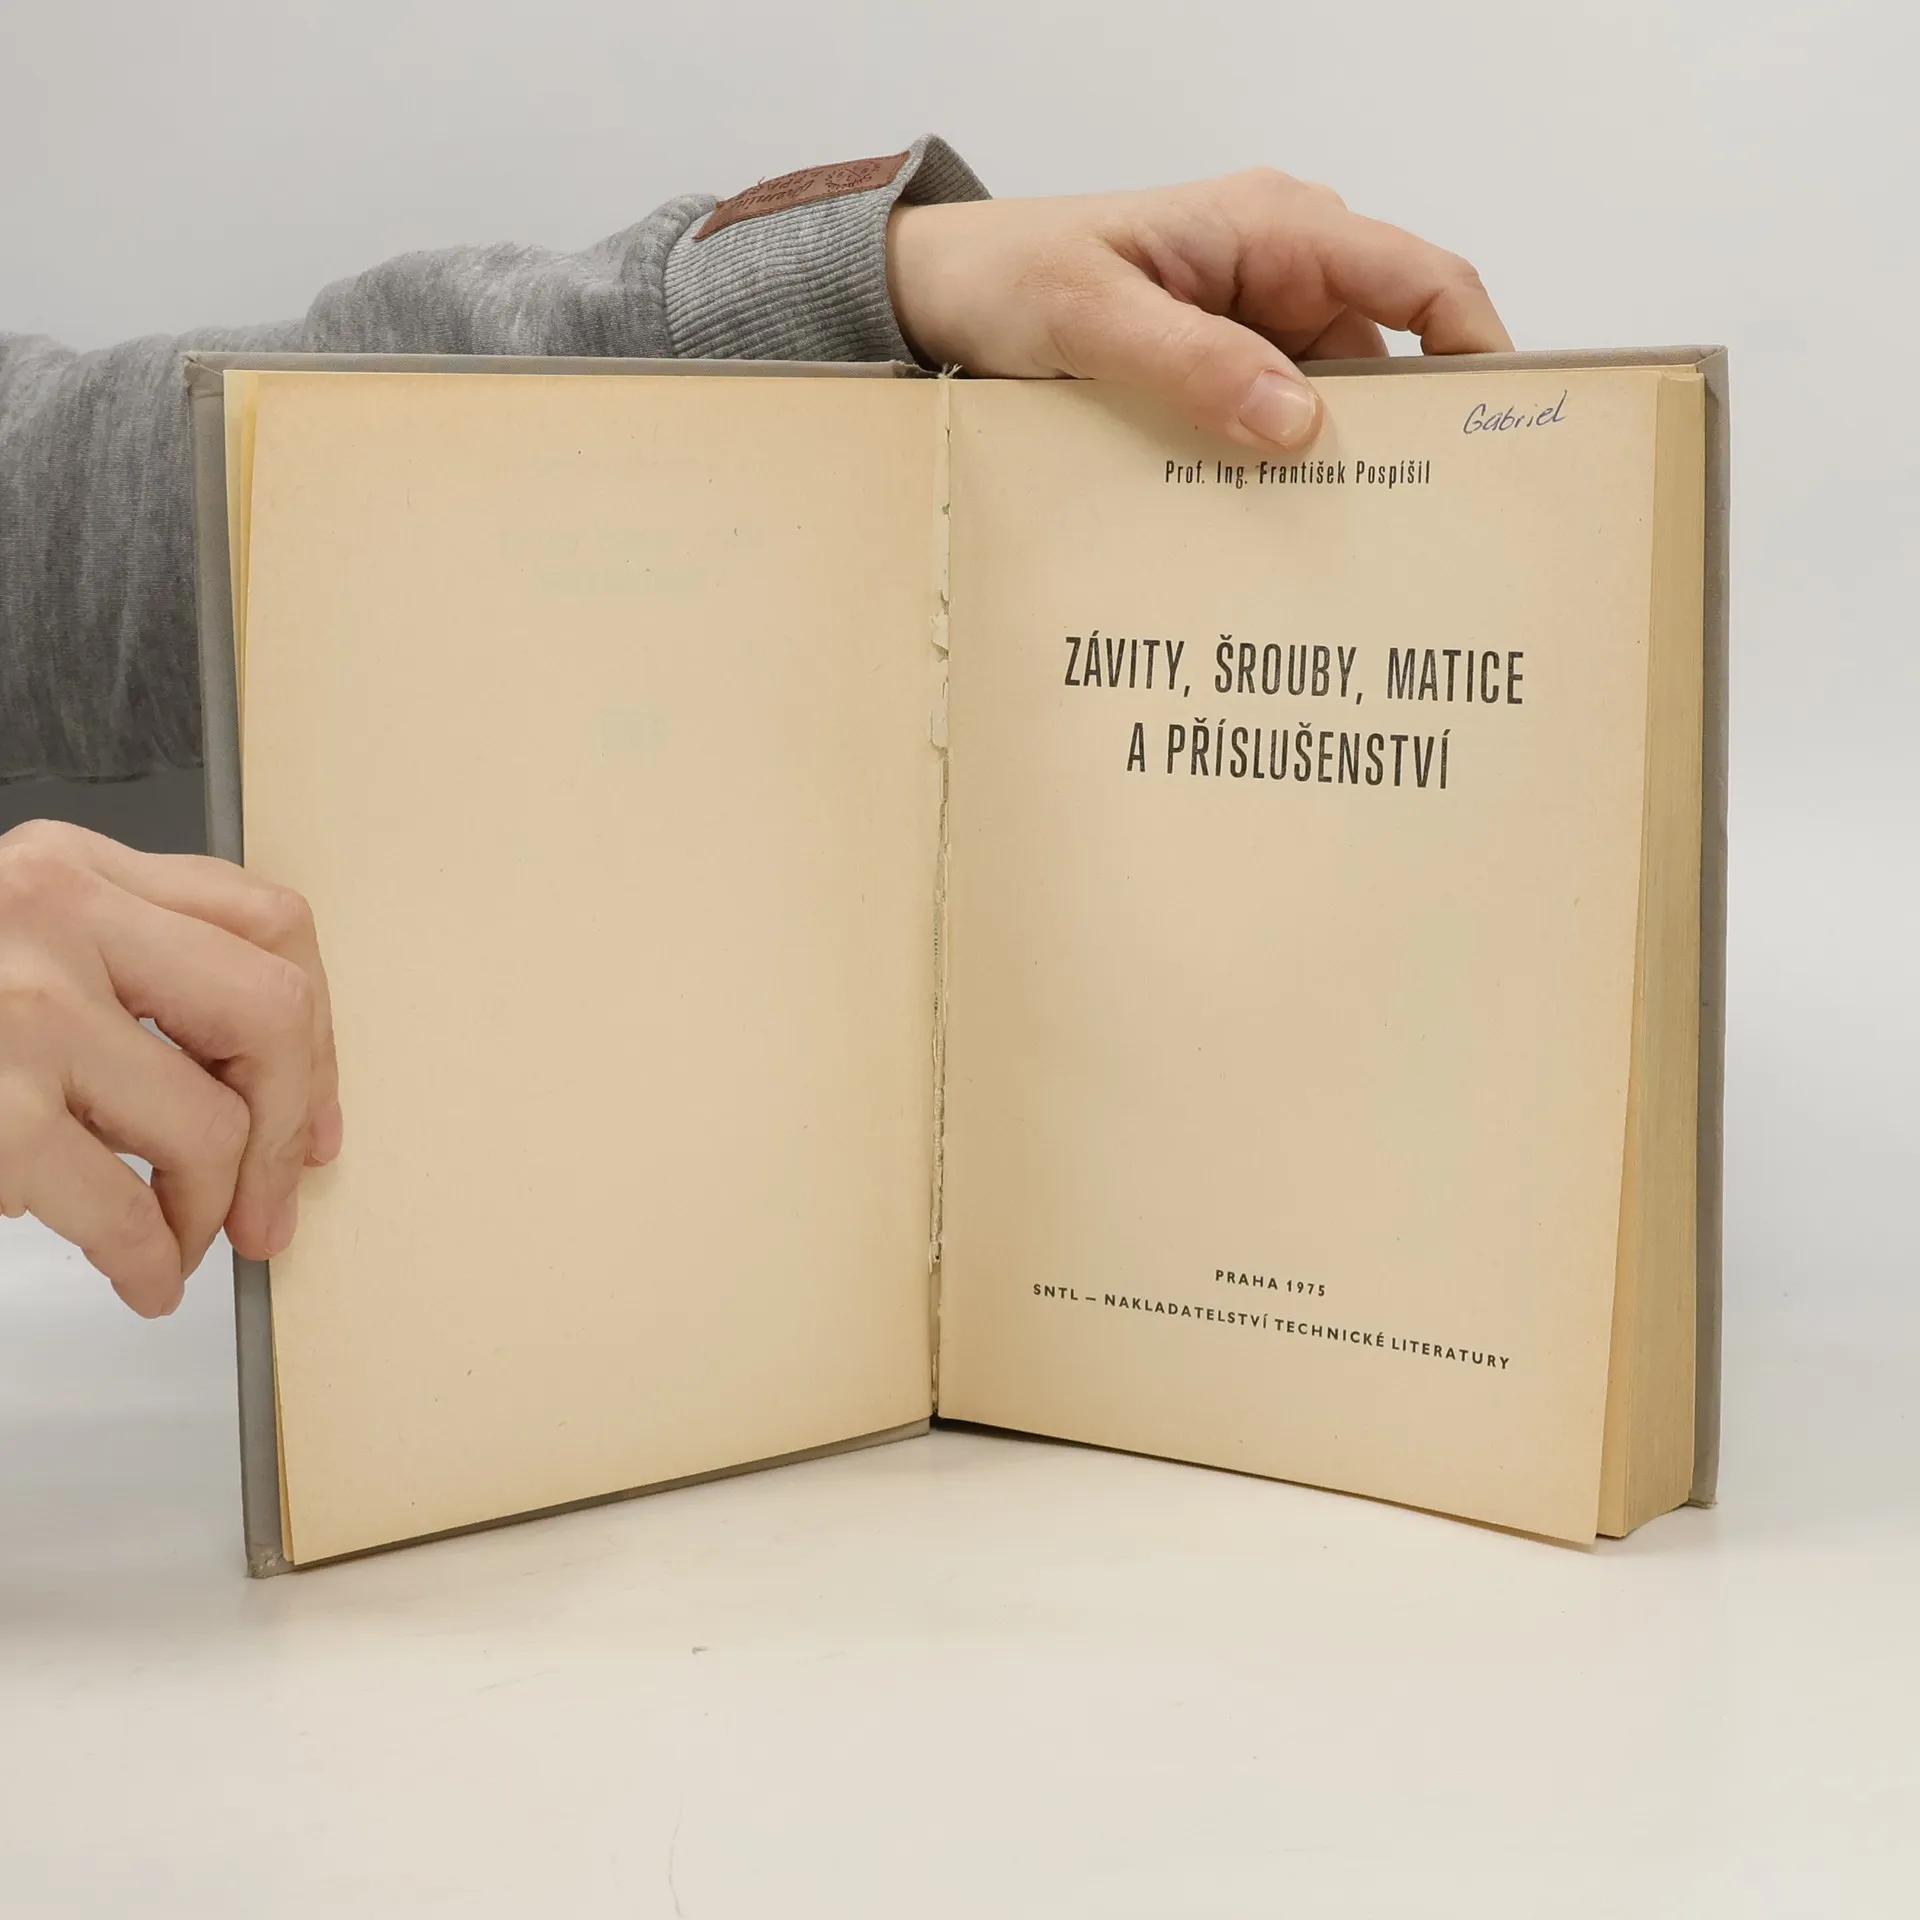 Gabriel
Prof. Ing. František Pospíšil
ZÁVITY, ŠROUBY, MATICE
A PŘÍSLUŠENSTVÍ
PRAHA 1975
SNTL – NAKLADATELSTVÍ TECHNICKÉ LITERATURY